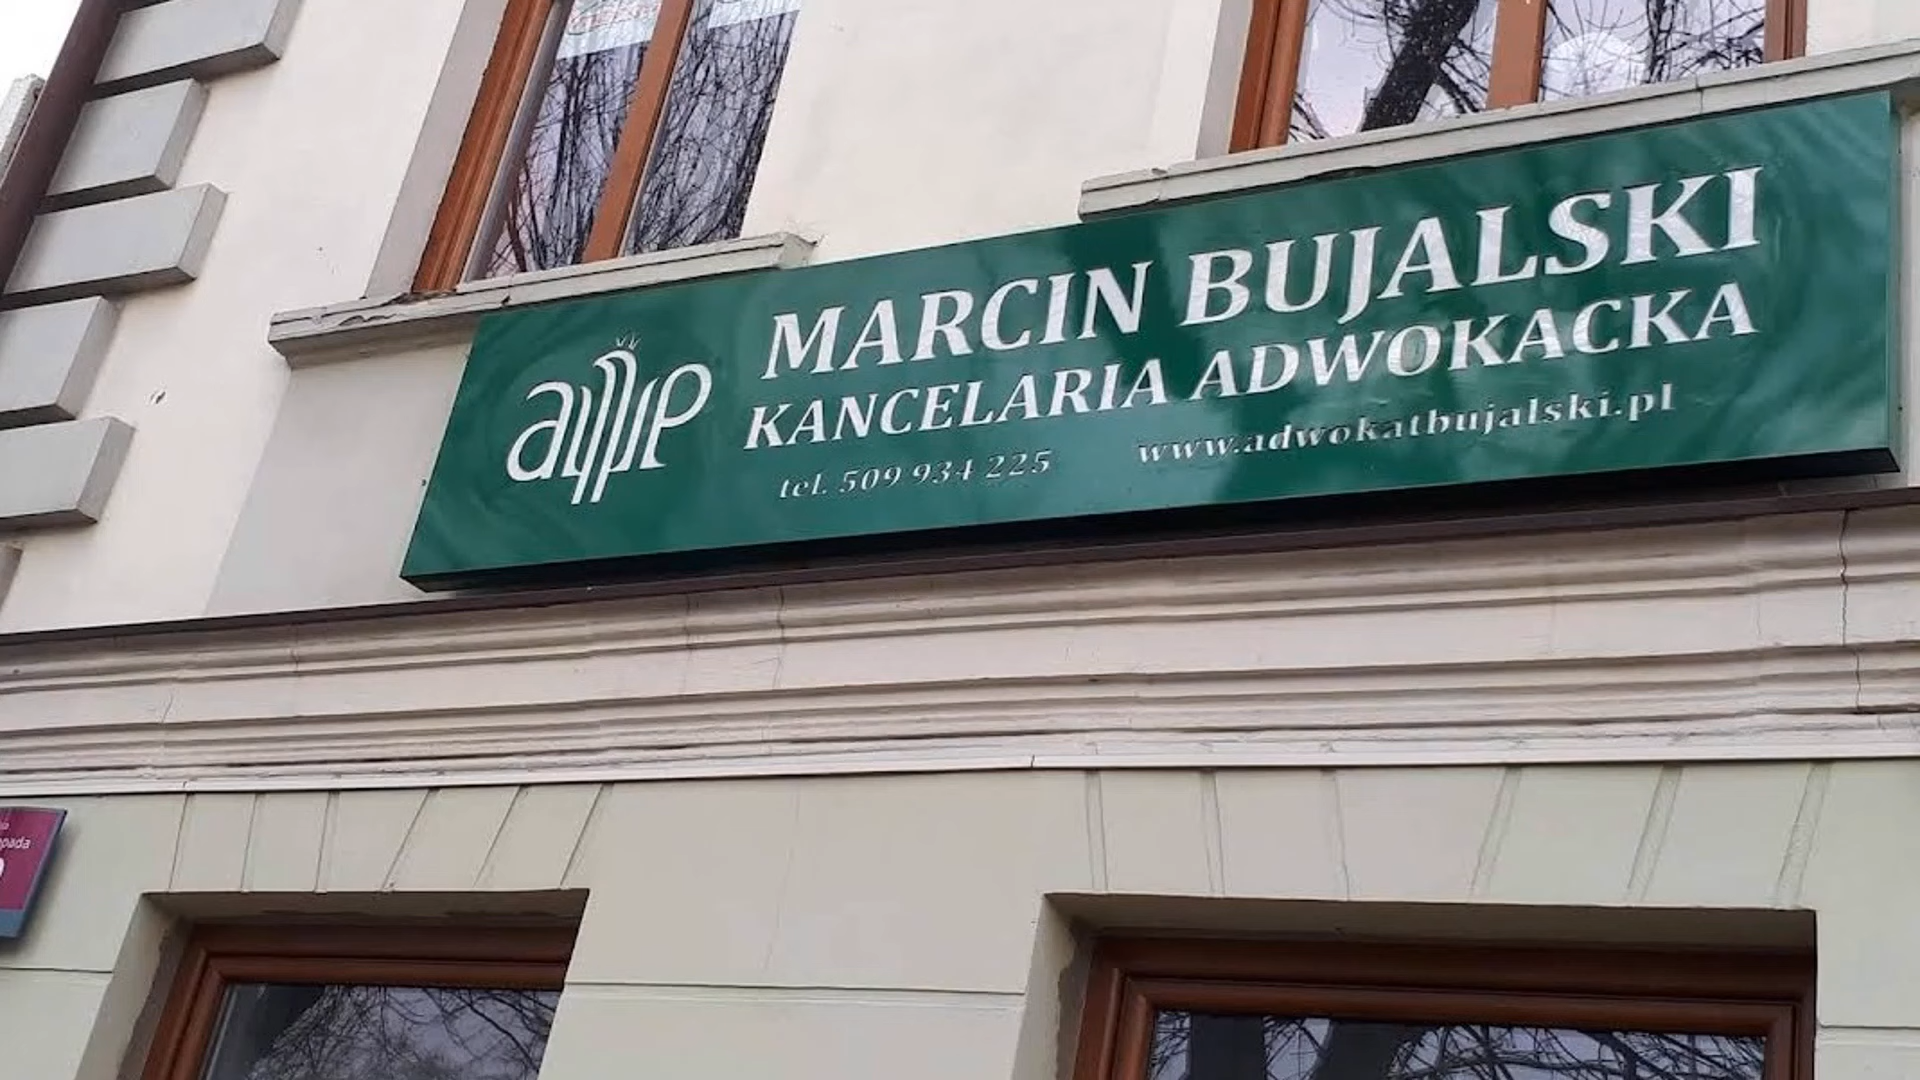 MARCIN BUJALSKI
KANCELARIA ADWOKACKA
tel. 509 934 225 www.adwokatbujalski.pl